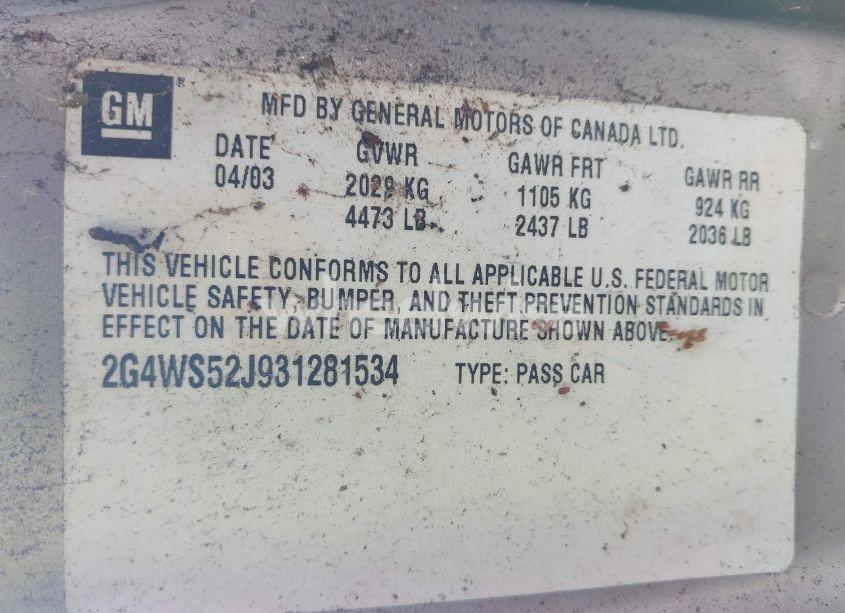 GM
MFD BY GENERAL MOTORS OF CANADA LTD.
DATE GVWR GAWR FRT GAWR RR
04/03 2029 KG 1105 KG 924 KG
4473 LB 2437 LB 2036 LB
THIS VEHICLE CONFORMS TO ALL APPLICABLE U.S. FEDERAL MOTOR
VEHICLE SAFETY, BUMPER, AND THEFT PREVENTION STANDARDS IN
EFFECT ON THE DATE OF MANUFACTURE SHOWN ABOVE.
2G4WS52J931281534 TYPE: PASS CAR